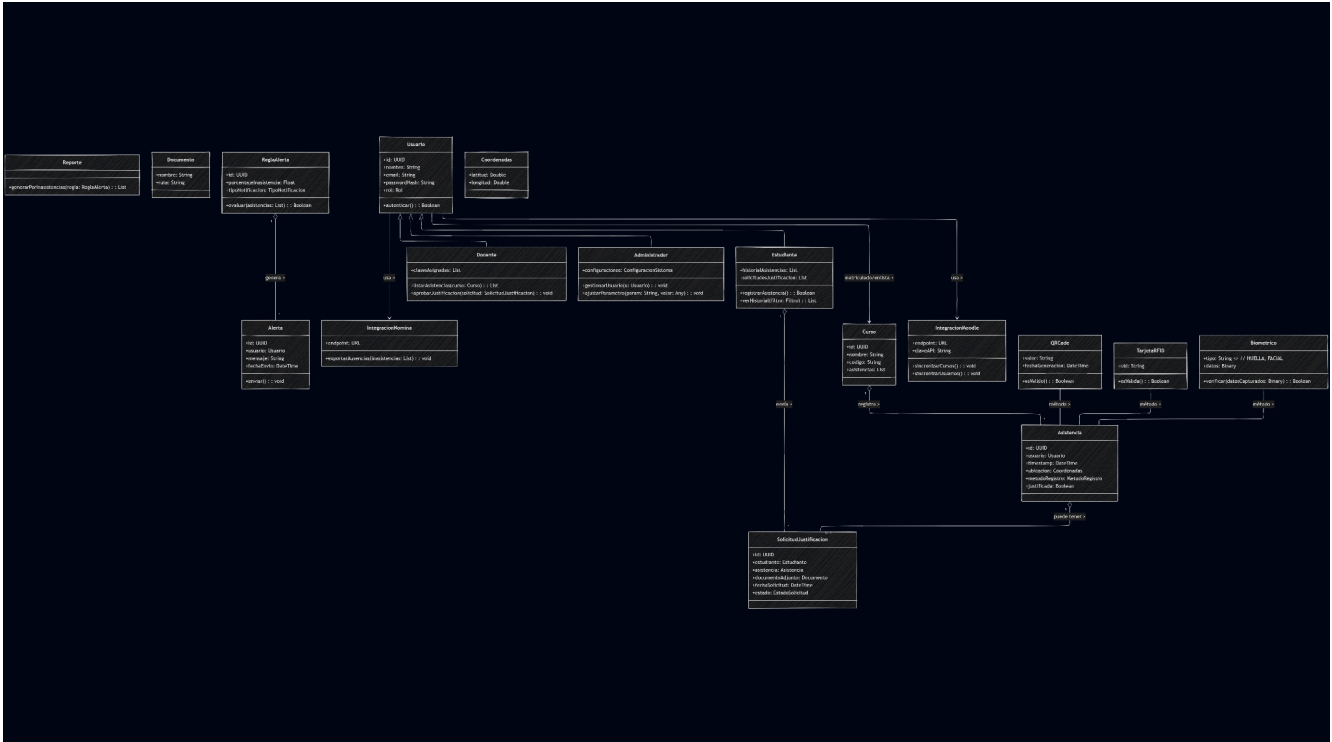 Reporte
+generarPorInasistencias(regla: ReglaAlerta) : : List
Documento
+nombre: String
+ruta: String
ReglaAlerta
+id: UUID
+porcentajeInasistencia: Float
+tipoNotificacion: TipoNotificacion
+evaluar(asistencias: List) : : Boolean
Usuario
+id: UUID
+nombre: String
+email: String
+passwordHash: String
+rol: Rol
+autenticar() : : Boolean
Coordenadas
+latitud: Double
+longitud: Double
Docente
+clasesAsignadas: List
+listarAsistencias(curso: Curso) : : List
+aprobarJustificacion(solicitud: SolicitudJustificacion) : : void
Administrador
+configuraciones: ConfiguracionSistema
+gestionarUsuario(u: Usuario) : : void
+ajustarParametro(param: String, valor: Any) : : void
Estudiante
+historialAsistencias: List
+solicitudesJustificacion: List
+registrarAsistencia() : : Boolean
+verHistorial(filtro: Filtro) : : List
genera >
usa >
matriculado/enlista >
usa >
Alerta
+id: UUID
+usuario: Usuario
+mensaje: String
+fechaEnvio: DateTime
+enviar() : : void
IntegracionNomina
+endpoint: URL
+exportarAusencias(inasistencias: List) : : void
Curso
+id: UUID
+nombre: String
+codigo: String
+asistencias: List
IntegracionMoodle
+endpoint: URL
+claveAPI: String
+sincronizarCursos() : : void
+sincronizarUsuarios() : : void
QRCode
+valor: String
+fechaGeneracion: DateTime
+esValido() : : Boolean
TarjetaRFID
+uid: String
+esValida() : : Boolean
Biometrico
+tipo: String <> // HUELLA, FACIAL
+datos: Binary
+verificar(datosCapturados: Binary) : : Boolean
envía >
registra >
método >
método >
método >
Asistencia
+id: UUID
+usuario: Usuario
+timestamp: DateTime
+ubicacion: Coordenadas
+metodoRegistro: MetodoRegistro
+justificada: Boolean
puede tener >
SolicitudJustificacion
+id: UUID
+estudiante: Estudiante
+asistencia: Asistencia
+documentoAdjunto: Documento
+fechaSolicitud: DateTime
+estado: EstadoSolicitud